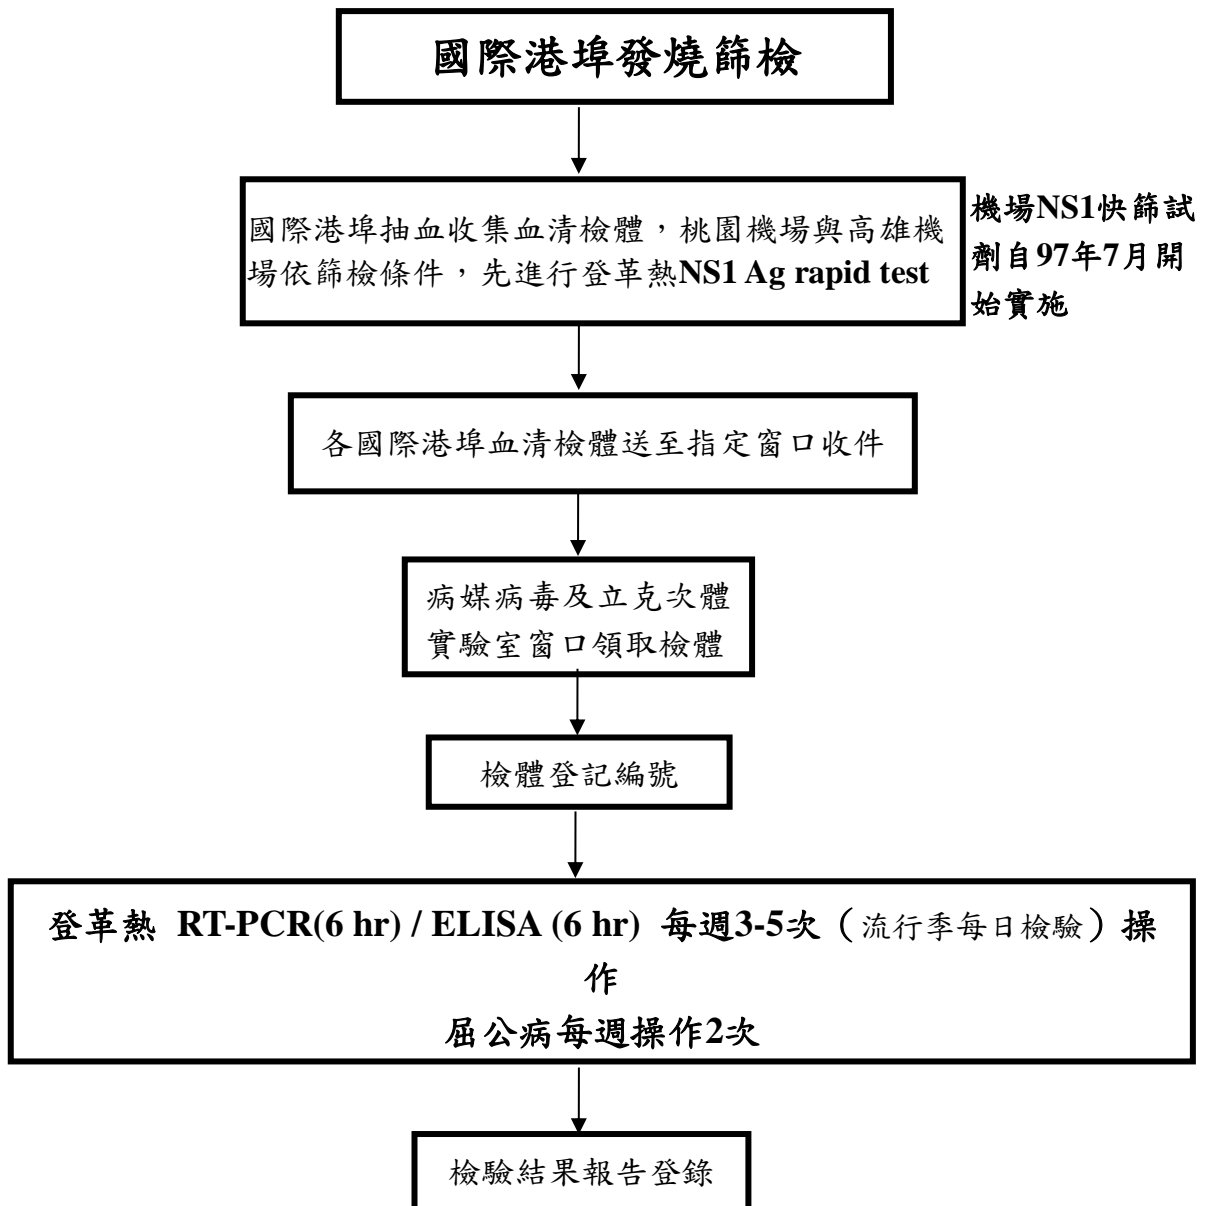 國際港埠發燒篩檢
國際港埠抽血收集血清檢體，桃園機場與高雄機
場依篩檢條件，先進行登革熱NS1 Ag rapid test
機場NS1快篩試
劑自97年7月開
始實施
各國際港埠血清檢體送至指定窗口收件
病媒病毒及立克次體
實驗室窗口領取檢體
檢體登記編號
登革熱 RT-PCR(6 hr) / ELISA (6 hr) 每週3-5次（流行季每日檢驗）操
作
屈公病每週操作2次
檢驗結果報告登錄